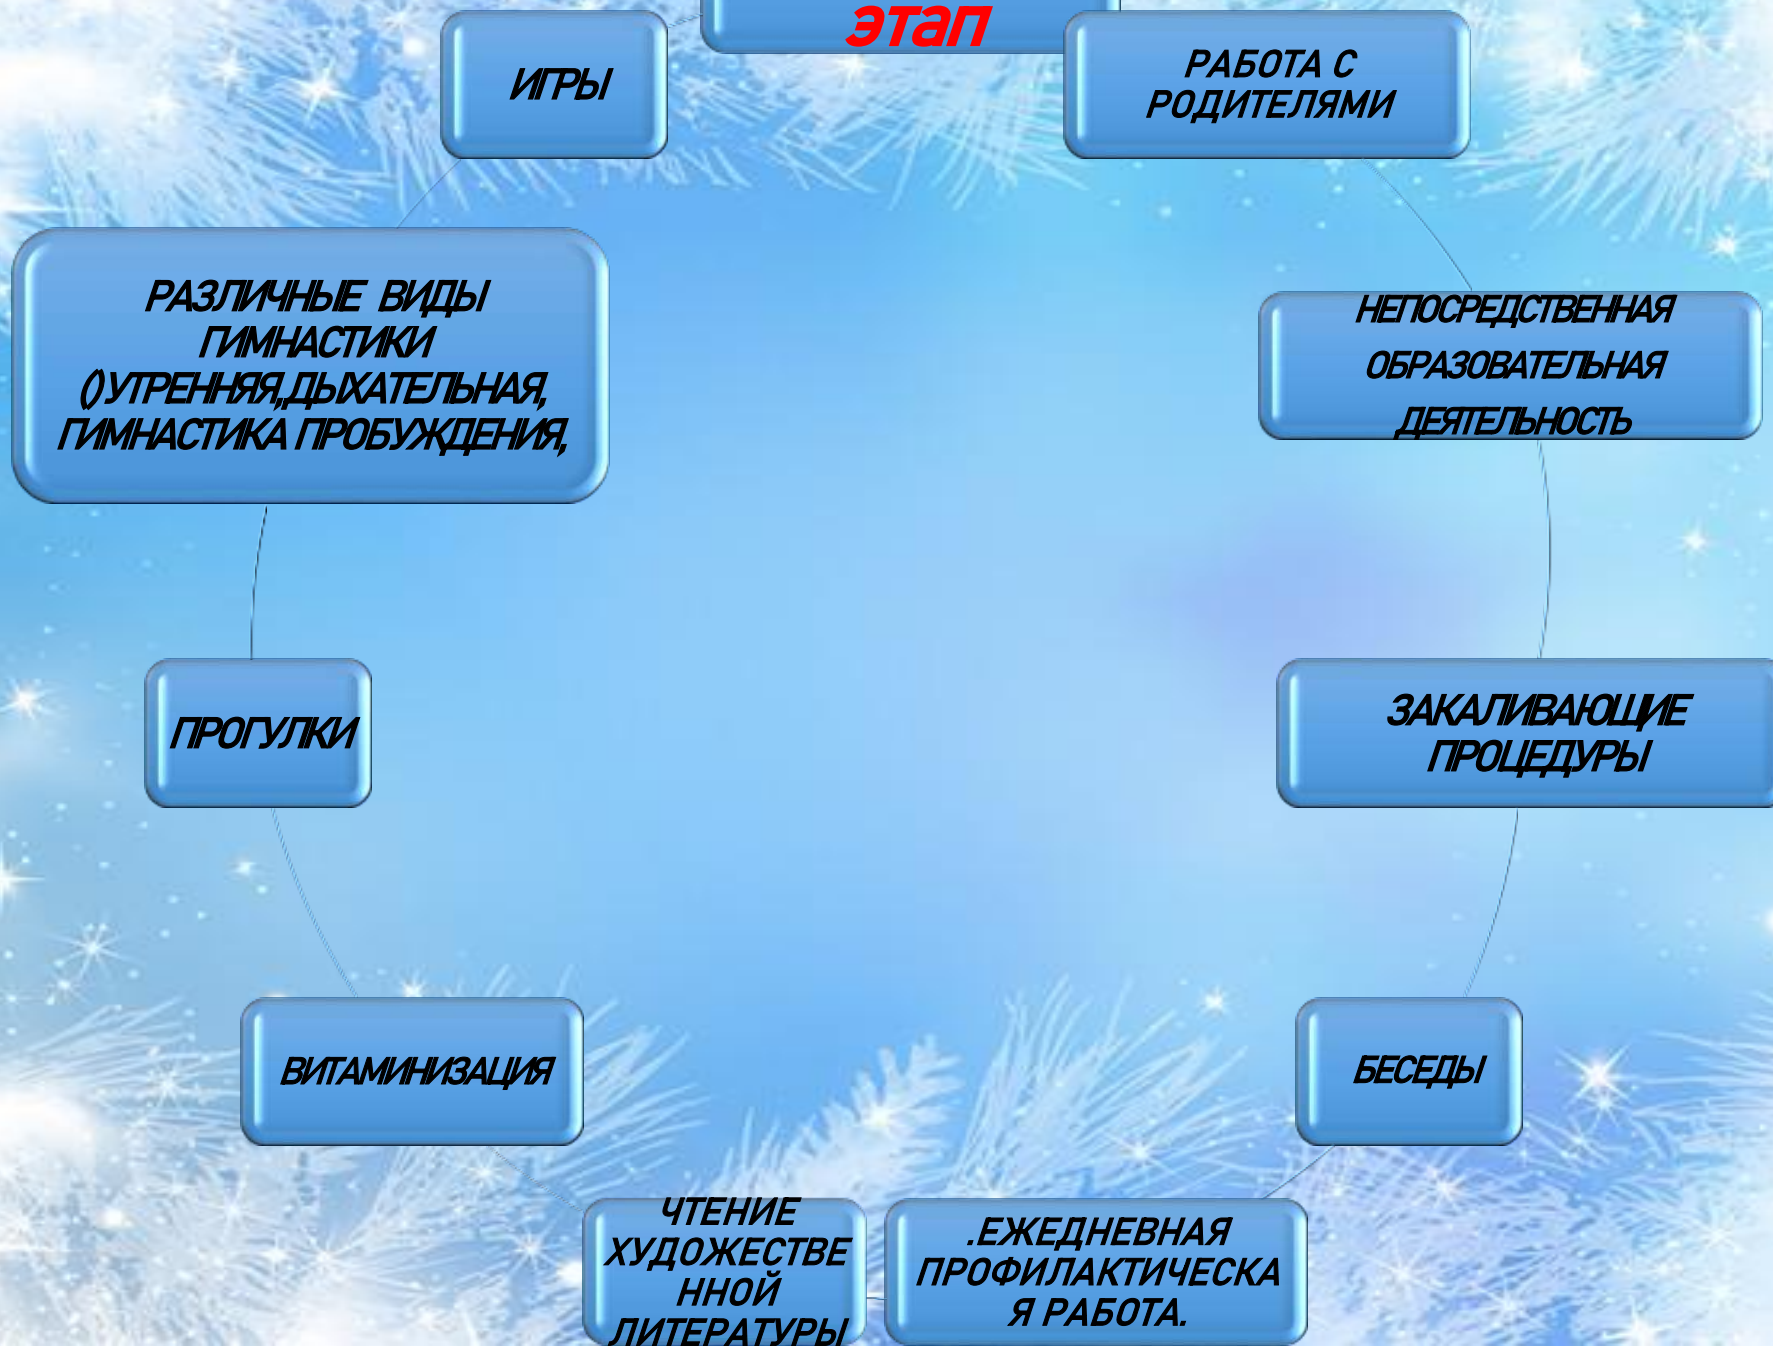 этап
ИГРЫ
РАБОТА С
РОДИТЕЛЯМИ
РАЗЛИЧНЫЕ ВИДЫ
ГИМНАСТИКИ
()УТРЕННЯЯ,ДЫХАТЕЛЬНАЯ,
ГИМНАСТИКА ПРОБУЖДЕНИЯ,
НЕПОСРЕДСТВЕННАЯ
ОБРАЗОВАТЕЛЬНАЯ
ДЕЯТЕЛЬНОСТЬ
ПРОГУЛКИ
ЗАКАЛИВАЮЩИЕ
ПРОЦЕДУРЫ
ВИТАМИНИЗАЦИЯ
БЕСЕДЫ
ЧТЕНИЕ
ХУДОЖЕСТВЕ
ННОЙ
ЛИТЕРАТУРЫ
.ЕЖЕДНЕВНАЯ
ПРОФИЛАКТИЧЕСКА
Я РАБОТА.